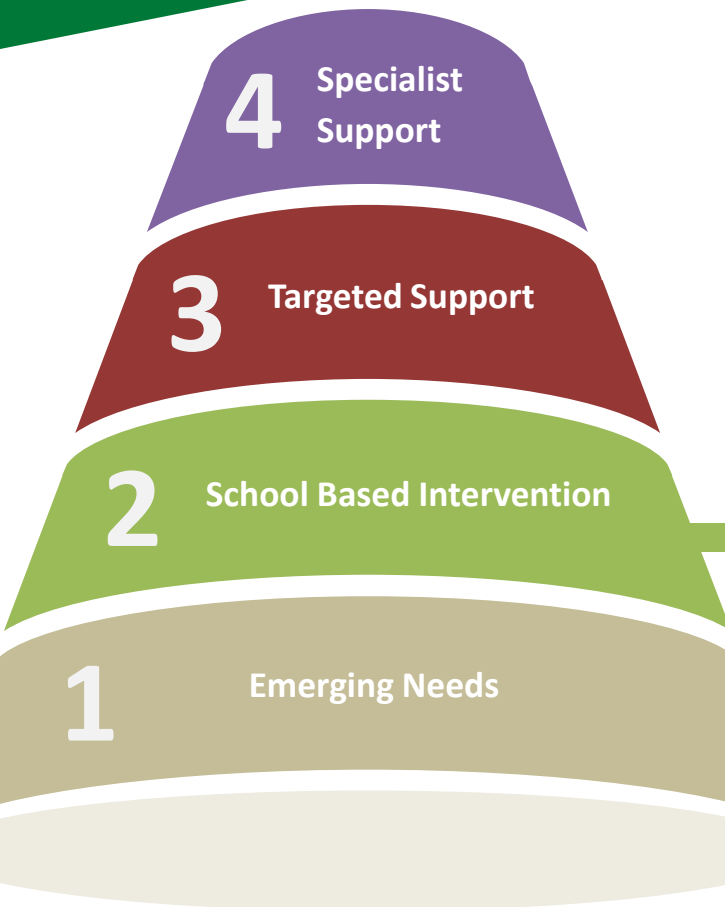 4
Specialist
Support
3
Targeted Support
2
School Based Intervention
1
Emerging Needs